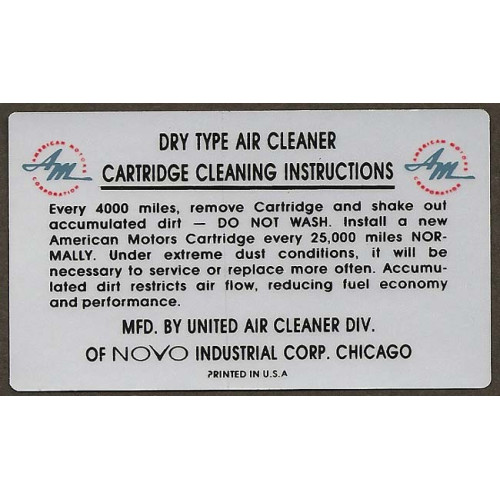 DRY TYPE AIR CLEANER
CARTRIDGE CLEANING INSTRUCTIONS
AMERICAN MOTORS
AM
CORPORATION
AMERICAN MOTORS
AM
CORPORATION
Every 4000 miles, remove Cartridge and shake out
accumulated dirt — DO NOT WASH. Install a new
American Motors Cartridge every 25,000 miles NOR-
MALLY. Under extreme dust conditions, it will be
necessary to service or replace more often. Accumu-
lated dirt restricts air flow, reducing fuel economy
and performance.
MFD. BY UNITED AIR CLEANER DIV.
OF NOVO INDUSTRIAL CORP. CHICAGO
PRINTED IN U.S.A